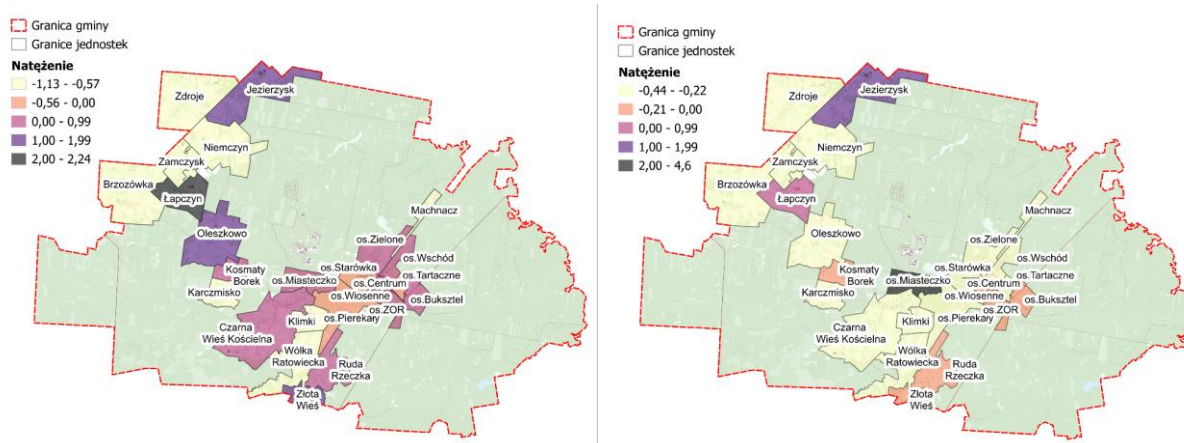 Granica gminy
Granice jednostek
Natężenie
-1,13 - -0,57
-0,56 - 0,00
0,00 - 0,99
1,00 - 1,99
2,00 - 2,24
Zdroje
Jezierzysk
Niemczyn
Zamczysk
Brzozówka
Łapczyn
Oleszkowo
Machnacz
os.Zielone
os.Wschód
Kosmaty
Borek
os.Starówka
os.Tartaczne
os.Miasteczko
os.Centrum
Karczmisko
os.Wiosenne
os.Buksztel
os.ZOR
Klimki
os.Pierekały
Czarna
Wieś Kościelna
Wólka
Ratowiecka
Ruda
Rzeczka
Złota
Wieś
Granica gminy
Granice jednostek
Natężenie
-0,44 - -0,22
-0,21 - 0,00
0,00 - 0,99
1,00 - 1,99
2,00 - 4,6
Zdroje
Jezierzysk
Niemczyn
Zamczysk
Brzozówka
Łapczyn
Oleszkowo
Machnacz
os.Zielone
os.Wschód
Kosmaty
Borek
os.Starówka
os.Tartaczne
os.Miasteczko
os.Centrum
Karczmisko
os.Wiosenne
os.Buksztel
os.ZOR
Klimki
os.Pierekały
Czarna
Wieś Kościelna
Wólka
Ratowiecka
Ruda
Rzeczka
Złota
Wieś